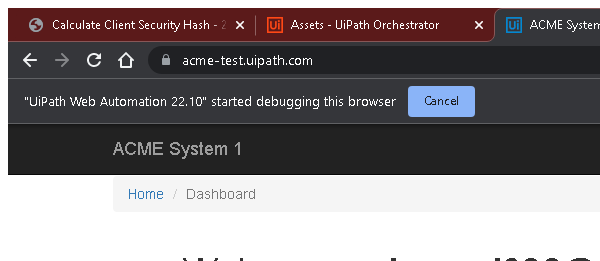 Calculate Client Security Hash - 2
Assets - UiPath Orchestrator
ACME System
acme-test.uipath.com
"UiPath Web Automation 22.10" started debugging this browser
Cancel
ACME System 1
Home / Dashboard